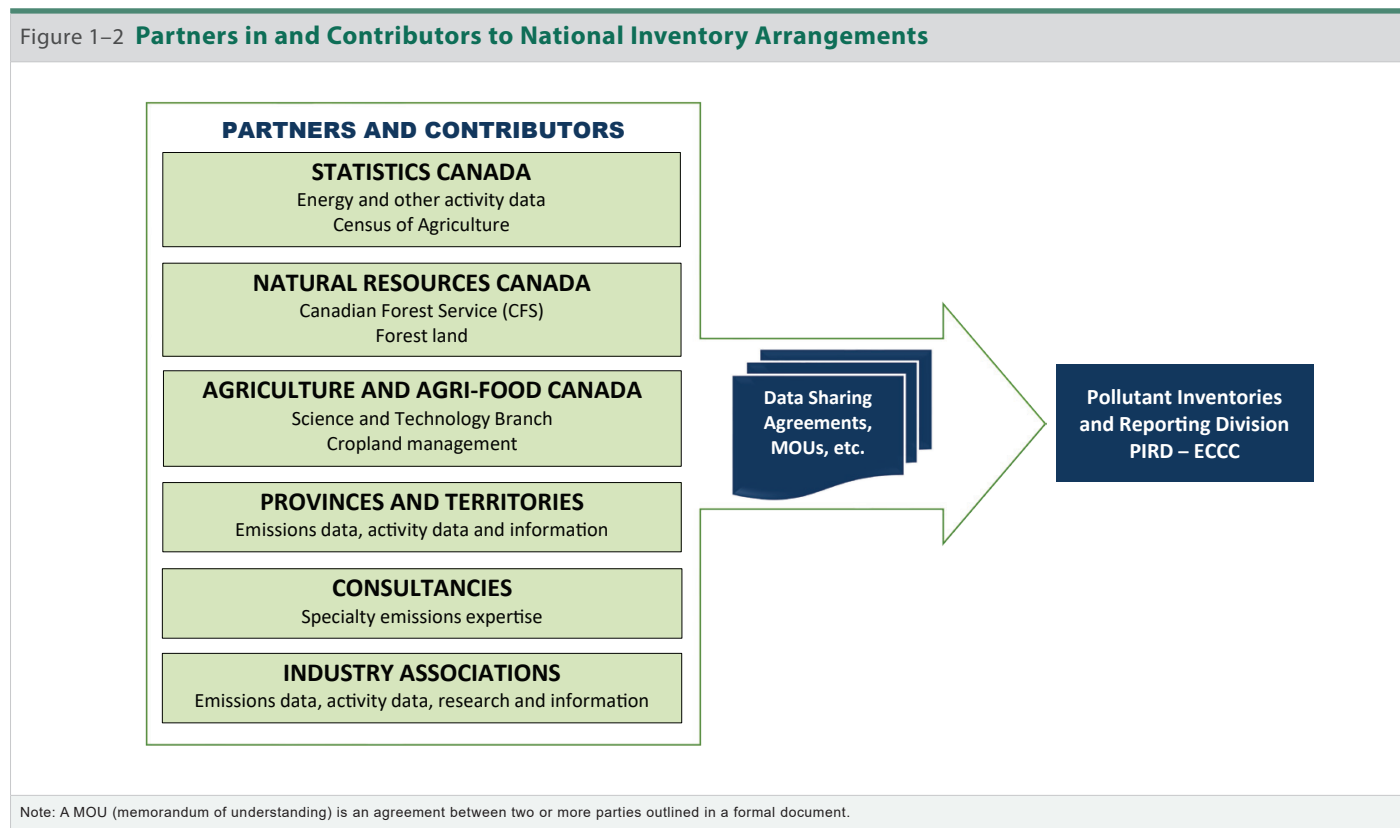 Figure 1–2 Partners in and Contributors to National Inventory Arrangements
PARTNERS AND CONTRIBUTORS
STATISTICS CANADA
Energy and other activity data
Census of Agriculture
NATURAL RESOURCES CANADA
Canadian Forest Service (CFS)
Forest land
AGRICULTURE AND AGRI-FOOD CANADA
Science and Technology Branch
Cropland management
PROVINCES AND TERRITORIES
Emissions data, activity data and information
CONSULTANCIES
Specialty emissions expertise
INDUSTRY ASSOCIATIONS
Emissions data, activity data, research and information
Data Sharing
Agreements,
MOUs, etc.
Pollutant Inventories
and Reporting Division
PIRD – ECCC
Note: A MOU (memorandum of understanding) is an agreement between two or more parties outlined in a formal document.